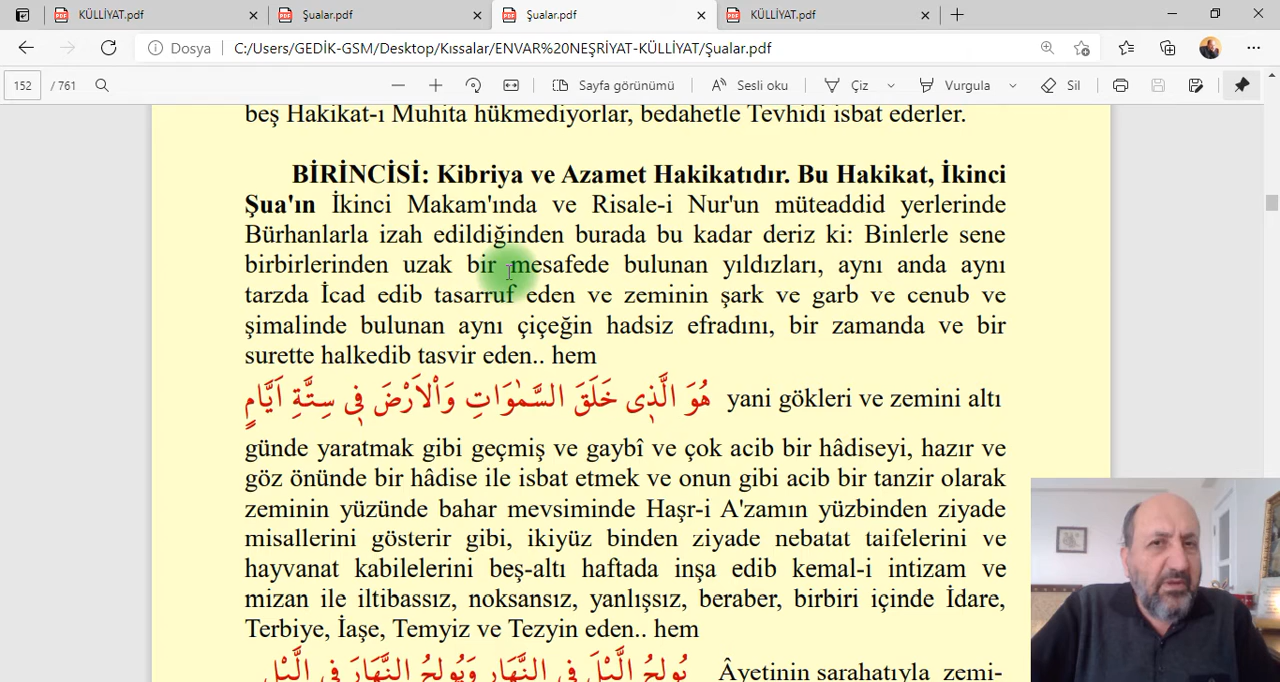 KÜLLİYAT.pdf
Şualar.pdf
Şualar.pdf
KÜLLİYAT.pdf
Dosya
C:/Users/GEDİK-GSM/Desktop/Kıssalar/ENVAR%20NEŞRİYAT-KÜLLİYAT/Şualar.pdf
152 / 761
Sayfa görünümü
Sesli oku
Çiz
Vurgula
Sil
beş Hakikat-ı Muhita hükmediyorlar, bedahetle Tevhidi isbat ederler.
BİRİNCİSİ: Kibriya ve Azamet Hakikatıdır. Bu Hakikat, İkinci
Şua'ın İkinci Makam'ında ve Risale-i Nur'un müteaddid yerlerinde
Bürhanlarla izah edildiğinden burada bu kadar deriz ki: Binlerle sene
birbirlerinden uzak bir mesafede bulunan yıldızları, aynı anda aynı
tarzda İcad edib tasarruf eden ve zeminin şark ve garb ve cenub ve
şimalinde bulunan aynı çiçeğin hadsiz efradını, bir zamanda ve bir
surette halkedib tasvir eden.. hem
هُوَ الَّذِى خَلَقَ السَّمٰوَاتِ وَاْلاَرْضَ فِى سِتَّةِ اَيَّامٍ yani gökleri ve zemini altı
günde yaratmak gibi geçmiş ve gaybî ve çok acib bir hâdiseyi, hazır ve
göz önünde bir hâdise ile isbat etmek ve onun gibi acib bir tanzir olarak
zeminin yüzünde bahar mevsiminde Haşr-i A'zamın yüzbinden ziyade
misallerini gösterir gibi, ikiyüz binden ziyade nebatat taifelerini ve
hayvanat kabilelerini beş-altı haftada inşa edib kemal-i intizam ve
mizan ile iltibassız, noksansız, yanlışsız, beraber, birbiri içinde İdare,
Terbiye, İaşe, Temyiz ve Tezyin eden.. hem
يُولِجُ الَّيْلَ فِى النَّهَارِ وَيُولِجُ النَّهَارَ فِى الَّيْلِ Âyetinin sarahatıyla zemi-